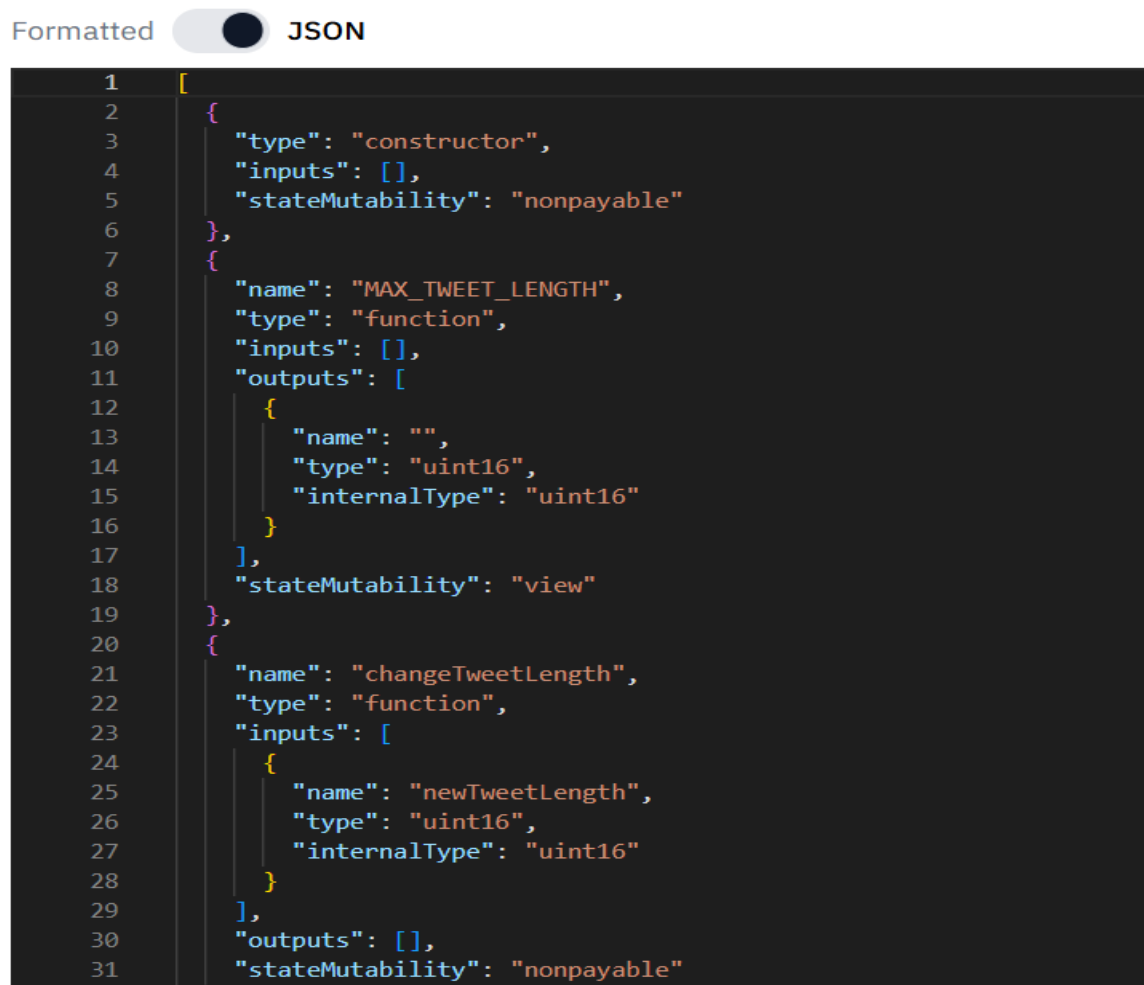 Formatted JSON
1 [
2 {
3 "type": "constructor",
4 "inputs": [],
5 "stateMutability": "nonpayable"
6 },
7 {
8 "name": "MAX_TWEET_LENGTH",
9 "type": "function",
10 "inputs": [],
11 "outputs": [
12 {
13 "name": "",
14 "type": "uint16",
15 "internalType": "uint16"
16 }
17 ],
18 "stateMutability": "view"
19 },
20 {
21 "name": "changeTweetLength",
22 "type": "function",
23 "inputs": [
24 {
25 "name": "newTweetLength",
26 "type": "uint16",
27 "internalType": "uint16"
28 }
29 ],
30 "outputs": [],
31 "stateMutability": "nonpayable"